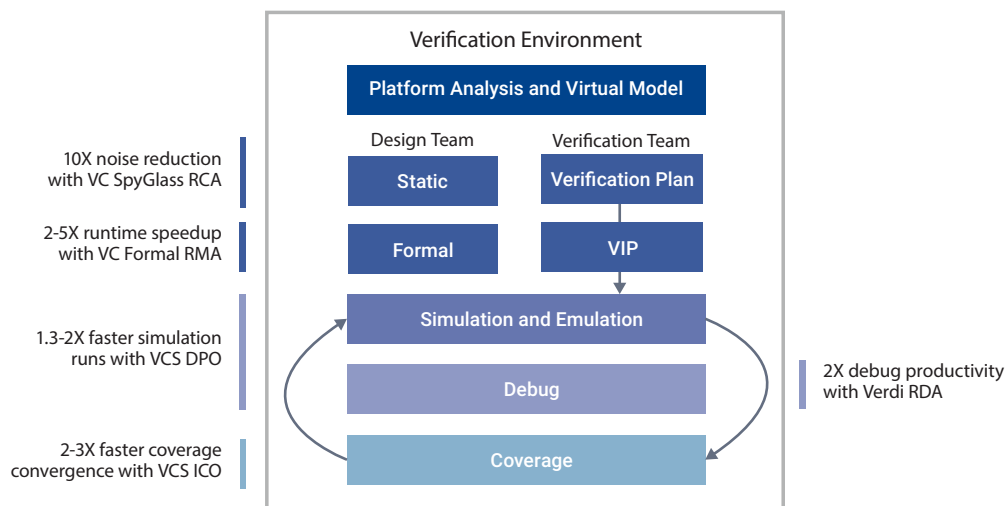 Verification Environment
Platform Analysis and Virtual Model
Design Team
Verification Team
10X noise reduction
with VC SpyGlass RCA
Static
Verification Plan
2-5X runtime speedup
with VC Formal RMA
Formal
VIP
1.3-2X faster simulation
runs with VCS DPO
Simulation and Emulation
Debug
2X debug productivity
with Verdi RDA
2-3X faster coverage
convergence with VCS ICO
Coverage